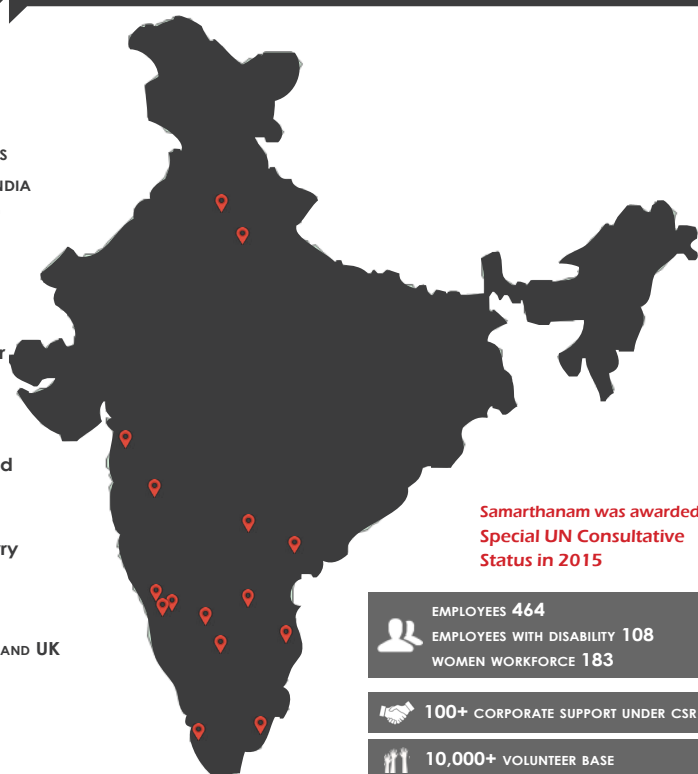 S
NDIA
r
d
ry
AND UK
Samarthanam was awarded
Special UN Consultative
Status in 2015
EMPLOYEES 464
EMPLOYEES WITH DISABILITY 108
WOMEN WORKFORCE 183
100+ CORPORATE SUPPORT UNDER CSR
10,000+ VOLUNTEER BASE